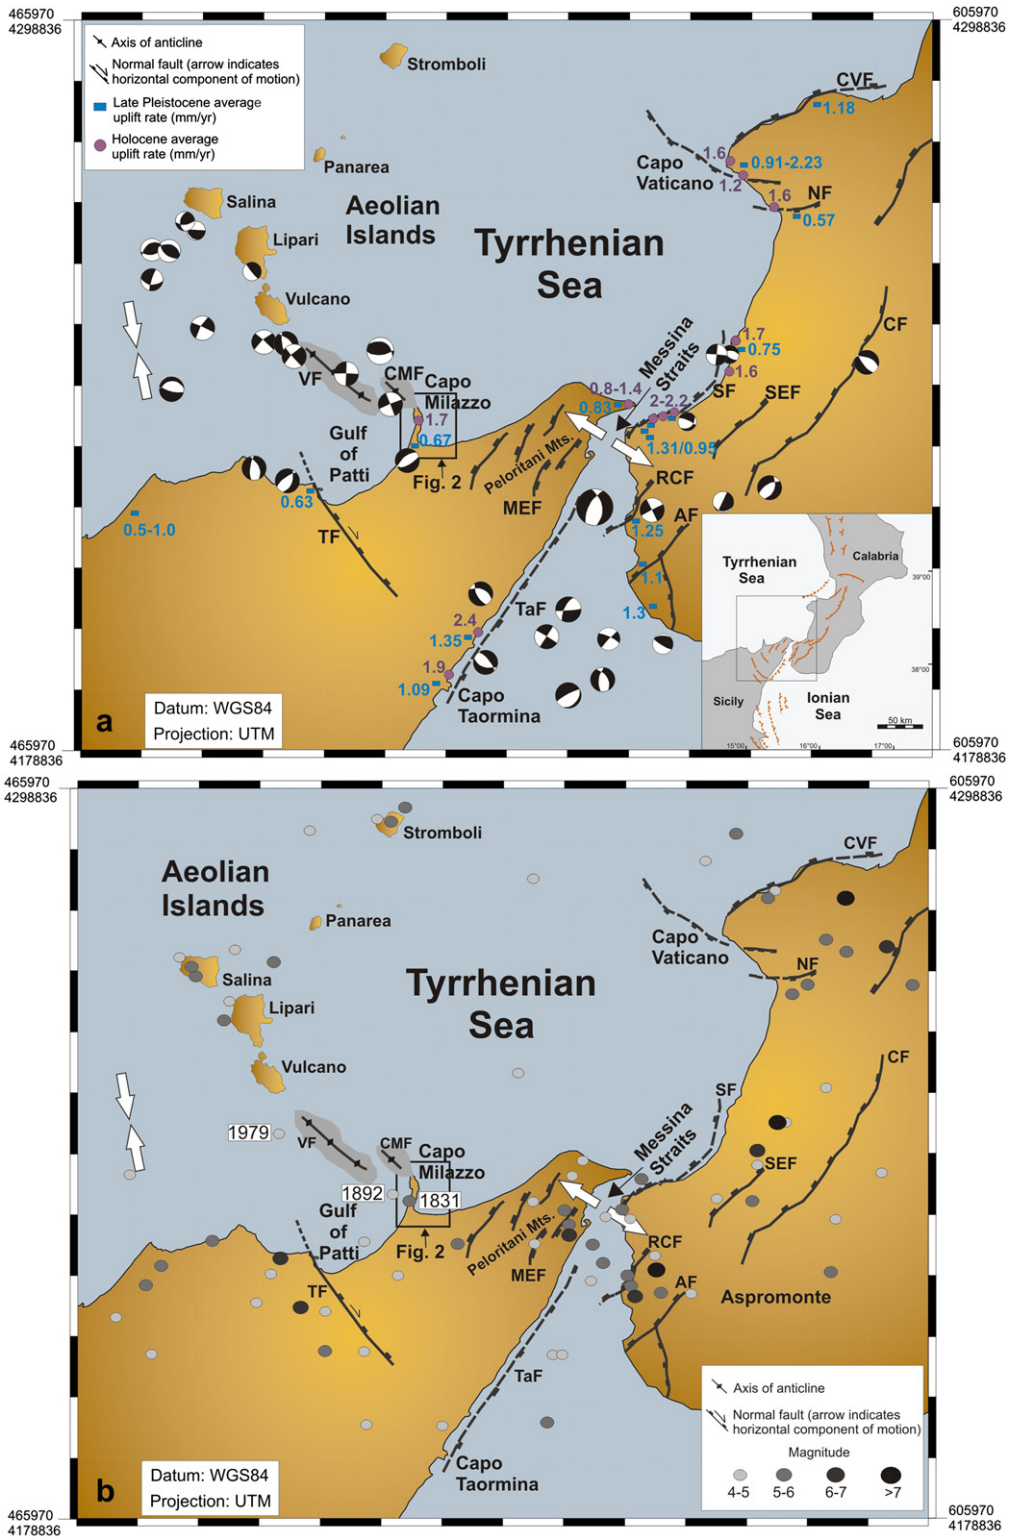 465970
4298836
605970
4298836
Axis of anticline
Normal fault (arrow indicates
horizontal component of motion)
Late Pleistocene average
uplift rate (mm/yr)
Holocene average
uplift rate (mm/yr)
Stromboli
CVF
1.18
Panarea
1.6
Capo
Vaticano
0.91-2.23
1.2
1.6
NF
0.57
Salina
Aeolian
Islands
Lipari
Tyrrhenian
Sea
Vulcano
CF
Messina
Straits
1.7
0.75
1.6
VF
CMF
Capo
Milazzo
0.8-1.4
0.83
2-2.2
SF
SEF
1.7
0.67
Gulf
of
Patti
1.31/0.95
Peloritani Mts.
Fig. 2
MEF
RCF
0.63
0.5-1.0
TF
AF
1.25
1.1
1.3
TaF
2.4
1.35
1.9
1.09
Capo
Taormina
Tyrrhenian
Sea
Calabria
39°00
38°00
Sicily
Ionian
Sea
50 km
15°00
16°00
17°00
a
Datum: WGS84
Projection: UTM
465970
4178836
605970
4178836
465970
4298836
605970
4298836
Stromboli
CVF
Aeolian
Islands
Panarea
Capo
Vaticano
NF
Salina
Tyrrhenian
Sea
Lipari
Vulcano
CF
SF
Messina
Straits
1979
VF
CMF
Capo
Milazzo
SEF
1892
1831
Gulf
of
Patti
Fig. 2
Peloritani Mts.
MEF
RCF
TF
AF
Aspromonte
TaF
Capo
Taormina
Axis of anticline
Normal fault (arrow indicates
horizontal component of motion)
Magnitude
4-5
5-6
6-7
>7
b
Datum: WGS84
Projection: UTM
465970
4178836
605970
4178836